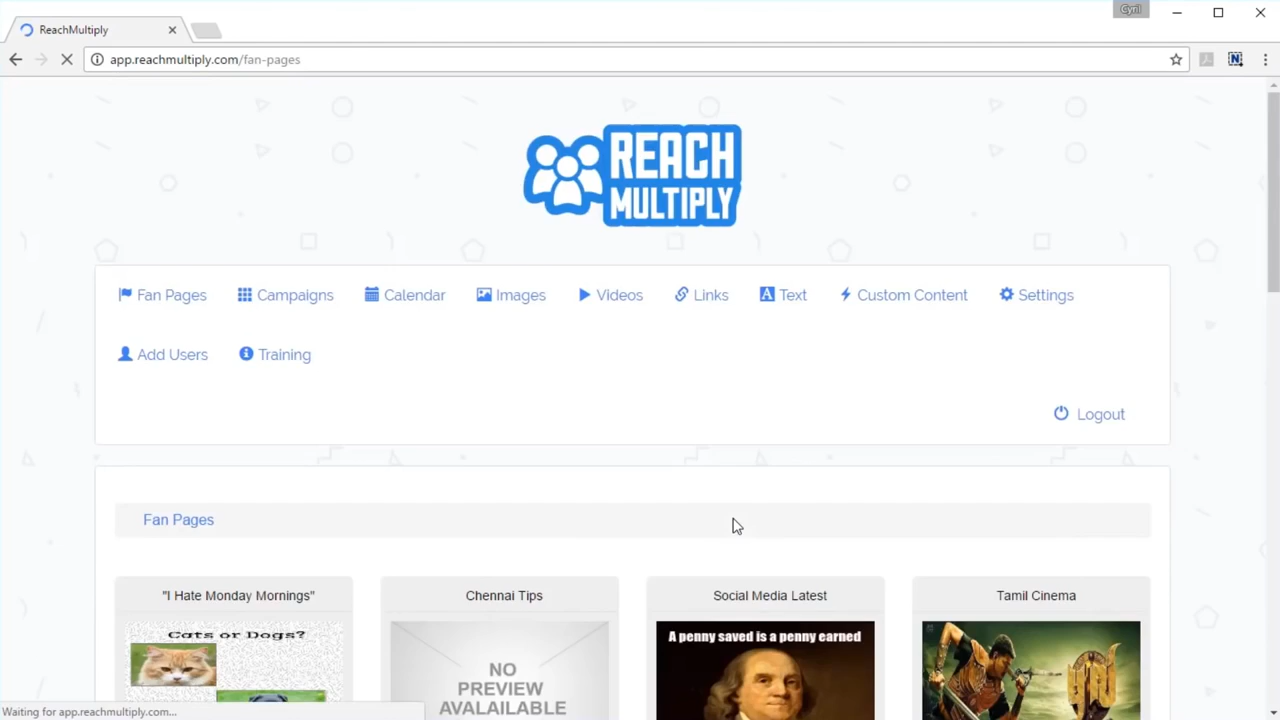 Cyril
ReachMultiply
app.reachmultiply.com/fan-pages
REACH
MULTIPLY
Fan Pages Campaigns Calendar Images Videos Links Text Custom Content Settings
Add Users Training
Logout
Fan Pages
"I Hate Monday Mornings" Chennai Tips Social Media Latest Tamil Cinema
Cats or Dogs?
NO
PREVIEW
AVALAILABLE
A penny saved is a penny earned
Waiting for app.reachmultiply.com...